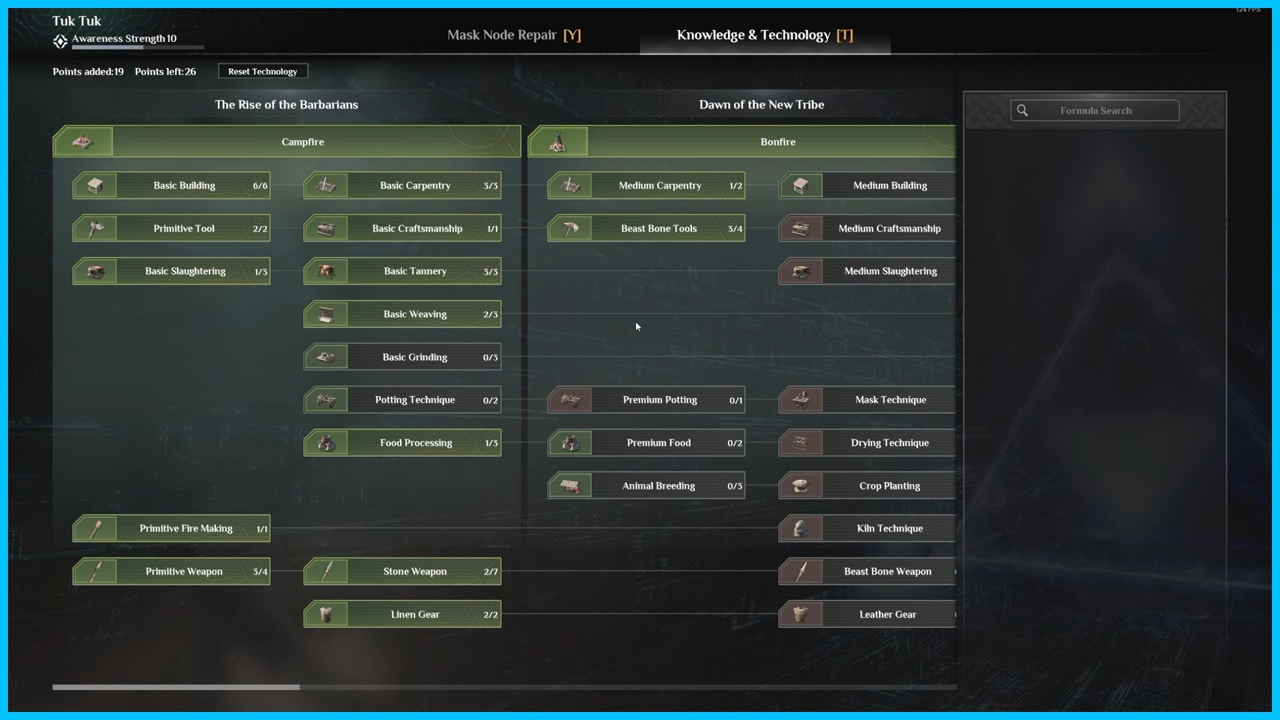 124 FPS
Tuk Tuk
Awareness Strength 10
Mask Node Repair [Y]
Knowledge & Technology [T]
Points added:19 Points left:26 Reset Technology
The Rise of the Barbarians
Dawn of the New Tribe
Formula Search
Campfire
Bonfire
Basic Building 6/6
Basic Carpentry 3/3
Medium Carpentry 1/2
Medium Building
Primitive Tool 2/2
Basic Craftsmanship 1/1
Beast Bone Tools 3/4
Medium Craftsmanship
Basic Slaughtering 1/3
Basic Tannery 3/3
Medium Slaughtering
Basic Weaving 2/3
Basic Grinding 0/3
Potting Technique 0/2
Premium Potting 0/1
Mask Technique
Food Processing 1/3
Premium Food 0/2
Drying Technique
Animal Breeding 0/3
Crop Planting
Primitive Fire Making 1/1
Kiln Technique
Primitive Weapon 3/4
Stone Weapon 2/7
Beast Bone Weapon
Linen Gear 2/2
Leather Gear